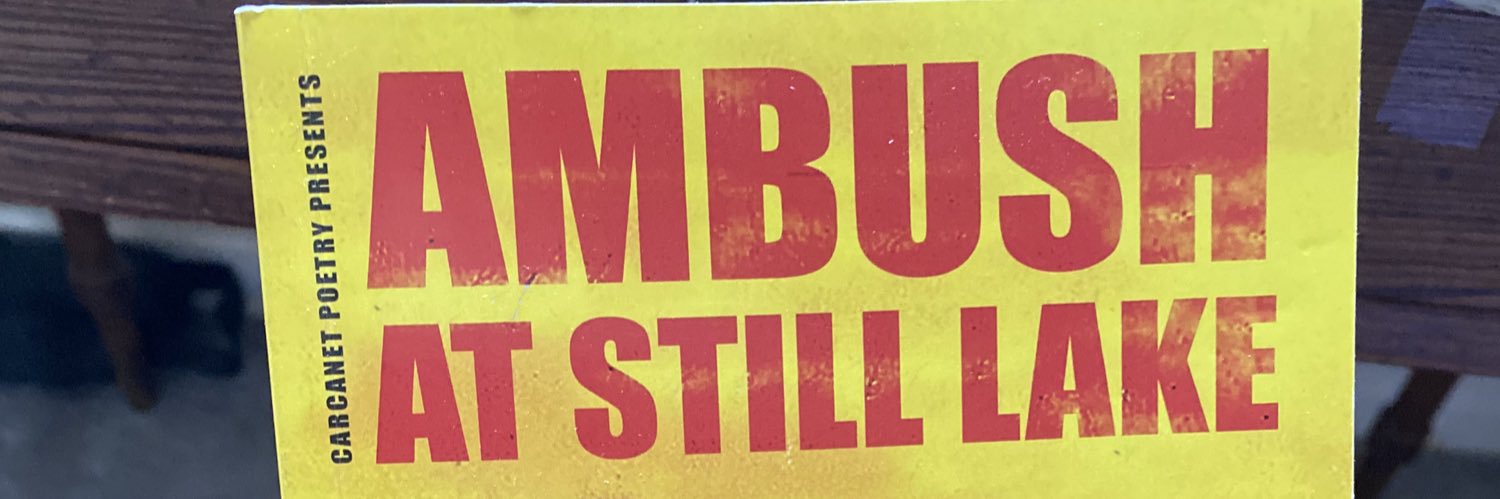 CARCANET POETRY PRESENTS
AMBUSH
AT STILL LAKE